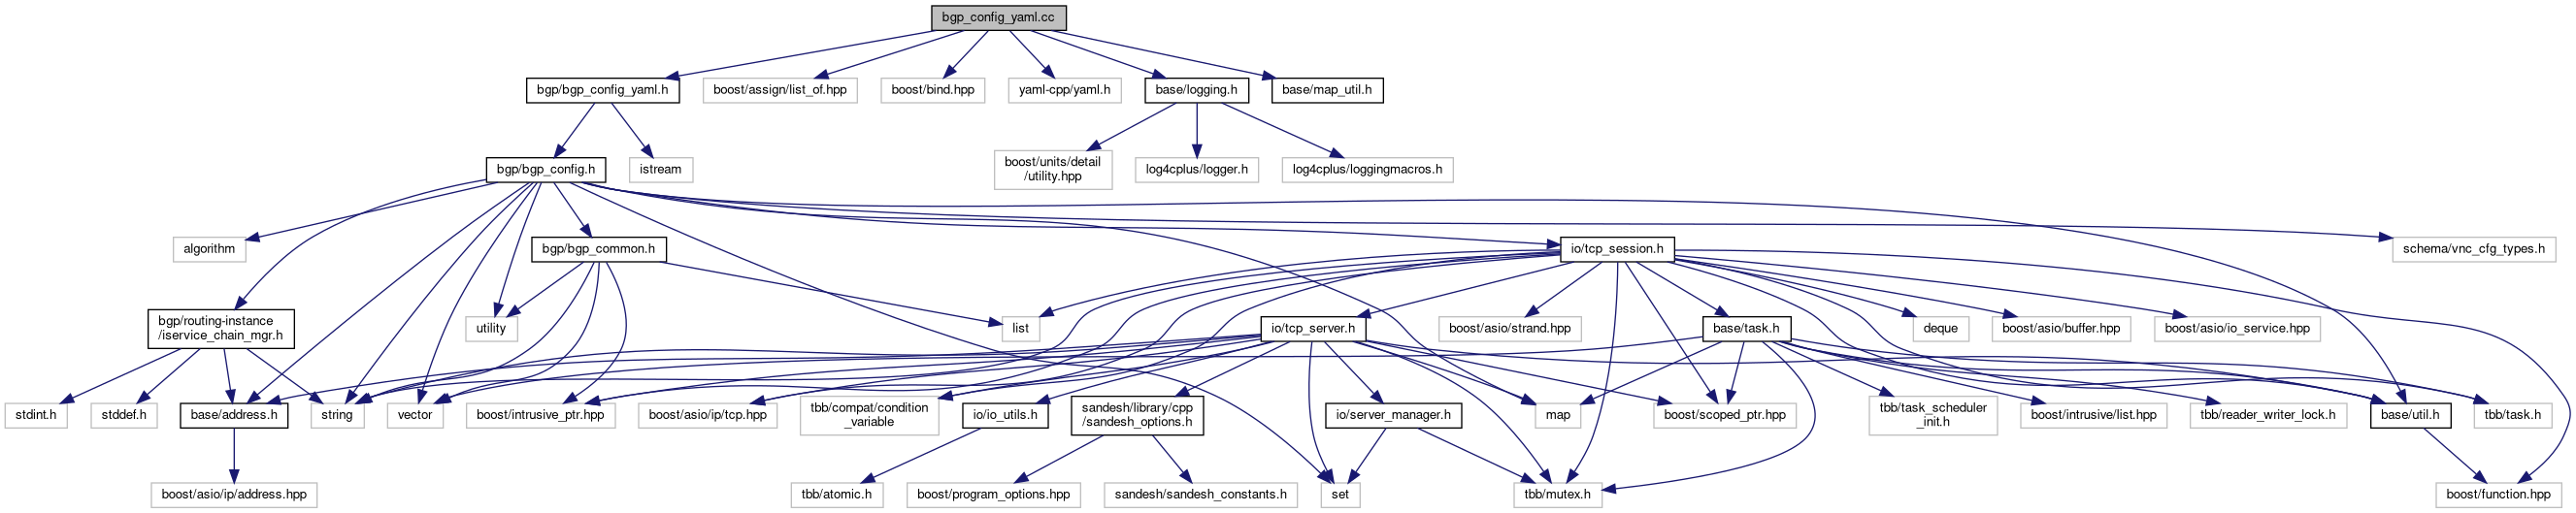 bgp_config_yaml.cc
bgp/bgp_config_yaml.h
boost/assign/list_of.hpp
boost/bind.hpp
yaml-cpp/yaml.h
base/logging.h
base/map_util.h
bgp/bgp_config.h
istream
boost/units/detail
/utility.hpp
log4cplus/logger.h
log4cplus/loggingmacros.h
algorithm
bgp/bgp_common.h
io/tcp_session.h
schema/vnc_cfg_types.h
bgp/routing-instance
/iservice_chain_mgr.h
utility
list
io/tcp_server.h
boost/asio/strand.hpp
base/task.h
deque
boost/asio/buffer.hpp
boost/asio/io_service.hpp
stdint.h
stddef.h
base/address.h
string
vector
boost/intrusive_ptr.hpp
boost/asio/ip/tcp.hpp
tbb/compat/condition
_variable
io/io_utils.h
sandesh/library/cpp
/sandesh_options.h
io/server_manager.h
map
boost/scoped_ptr.hpp
tbb/task_scheduler
_init.h
boost/intrusive/list.hpp
tbb/reader_writer_lock.h
base/util.h
tbb/task.h
boost/asio/ip/address.hpp
tbb/atomic.h
boost/program_options.hpp
sandesh/sandesh_constants.h
set
tbb/mutex.h
boost/function.hpp